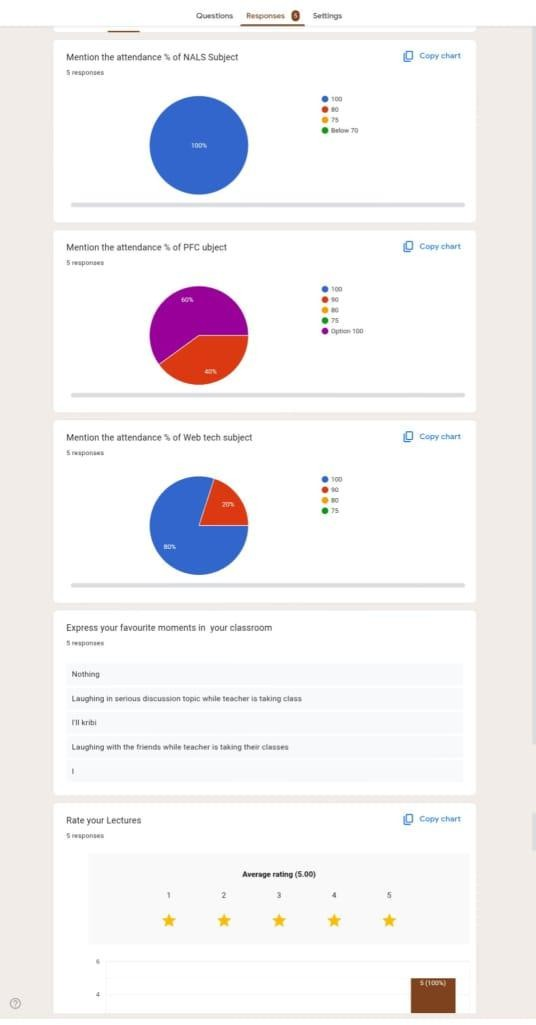 Questions Responses 5 Settings
Mention the attendance % of NALS Subject
Copy chart
5 responses
100
80
75
Below 70
100%
Mention the attendance % of PFC ubject
Copy chart
5 responses
100
90
80
75
Option 100
60%
40%
Mention the attendance % of Web tech subject
Copy chart
5 responses
100
90
80
75
20%
80%
Express your favourite moments in your classroom
5 responses
Nothing
Laughing in serious discussion topic while teacher is taking class
I'll kribi
Laughing with the friends while teacher is taking their classes
I
Rate your Lectures
Copy chart
5 responses
Average rating (5.00)
1 2 3 4 5
6
5 (100%)
4